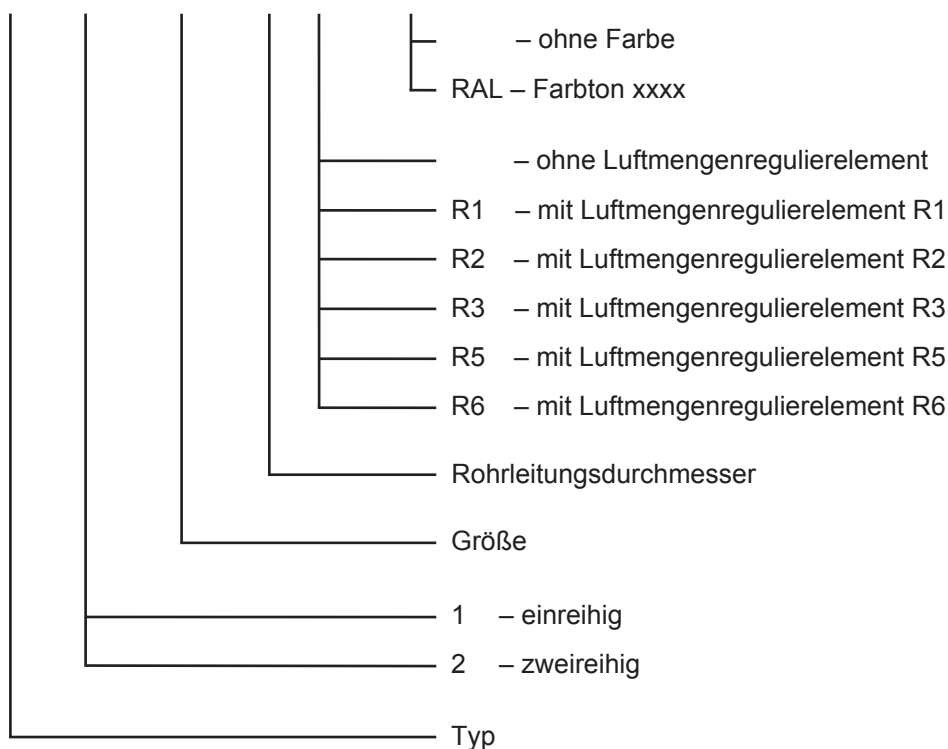 – ohne Farbe
RAL – Farbton xxxx
– ohne Luftmengenregulierelement
R1 – mit Luftmengenregulierelement R1
R2 – mit Luftmengenregulierelement R2
R3 – mit Luftmengenregulierelement R3
R5 – mit Luftmengenregulierelement R5
R6 – mit Luftmengenregulierelement R6
Rohrleitungsdurchmesser
Größe
1 – einreihig
2 – zweireihig
Typ